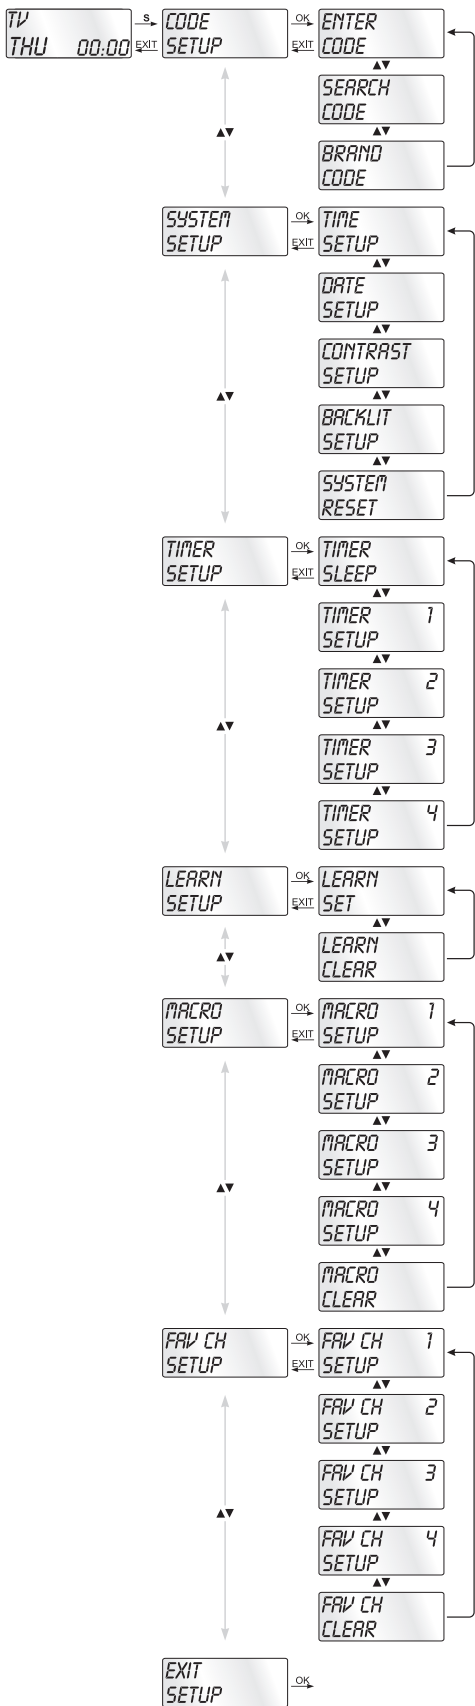 TV
THU 00:00
S
EXIT
CODE
SETUP
OK
EXIT
ENTER
CODE
▲▼
SEARCH
CODE
▲▼
▲▼
BRAND
CODE
SYSTEM
SETUP
OK
EXIT
TIME
SETUP
▲▼
DATE
SETUP
▲▼
CONTRAST
SETUP
▲▼
▲▼
BACKLIT
SETUP
▲▼
SYSTEM
RESET
TIMER
SETUP
OK
EXIT
TIMER
SLEEP
▲▼
TIMER 1
SETUP
▲▼
TIMER 2
SETUP
▲▼
▲▼
TIMER 3
SETUP
▲▼
TIMER 4
SETUP
LEARN
SETUP
OK
EXIT
LEARN
SET
▲▼
▲▼
LEARN
CLEAR
MACRO
SETUP
OK
EXIT
MACRO 1
SETUP
▲▼
MACRO 2
SETUP
▲▼
MACRO 3
SETUP
▲▼
▲▼
MACRO 4
SETUP
▲▼
MACRO
CLEAR
FAV CH
SETUP
OK
EXIT
FAV CH 1
SETUP
▲▼
FAV CH 2
SETUP
▲▼
FAV CH 3
SETUP
▲▼
▲▼
FAV CH 4
SETUP
▲▼
FAV CH
CLEAR
EXIT
SETUP
OK